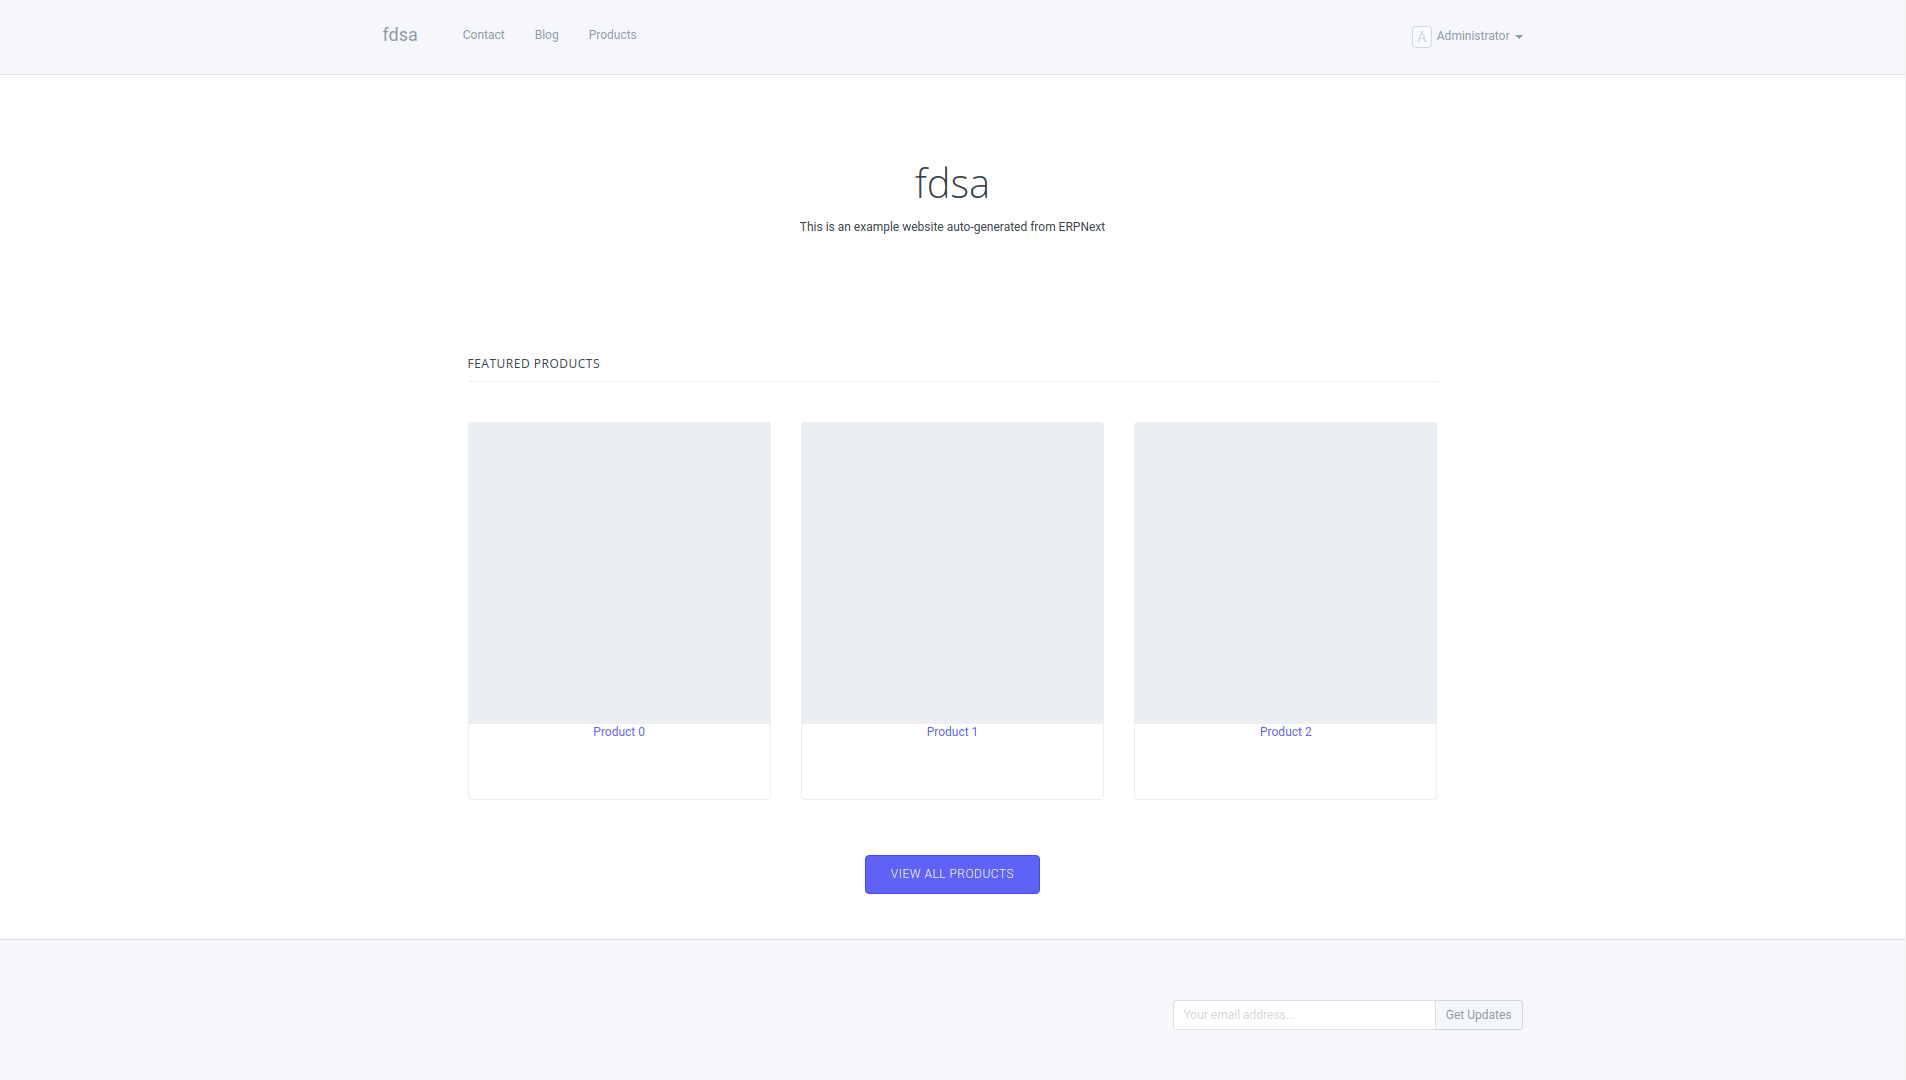 fdsa Contact Blog Products A Administrator
fdsa
This is an example website auto-generated from ERPNext
FEATURED PRODUCTS
Product 0 Product 1 Product 2
VIEW ALL PRODUCTS
Your email address... Get Updates